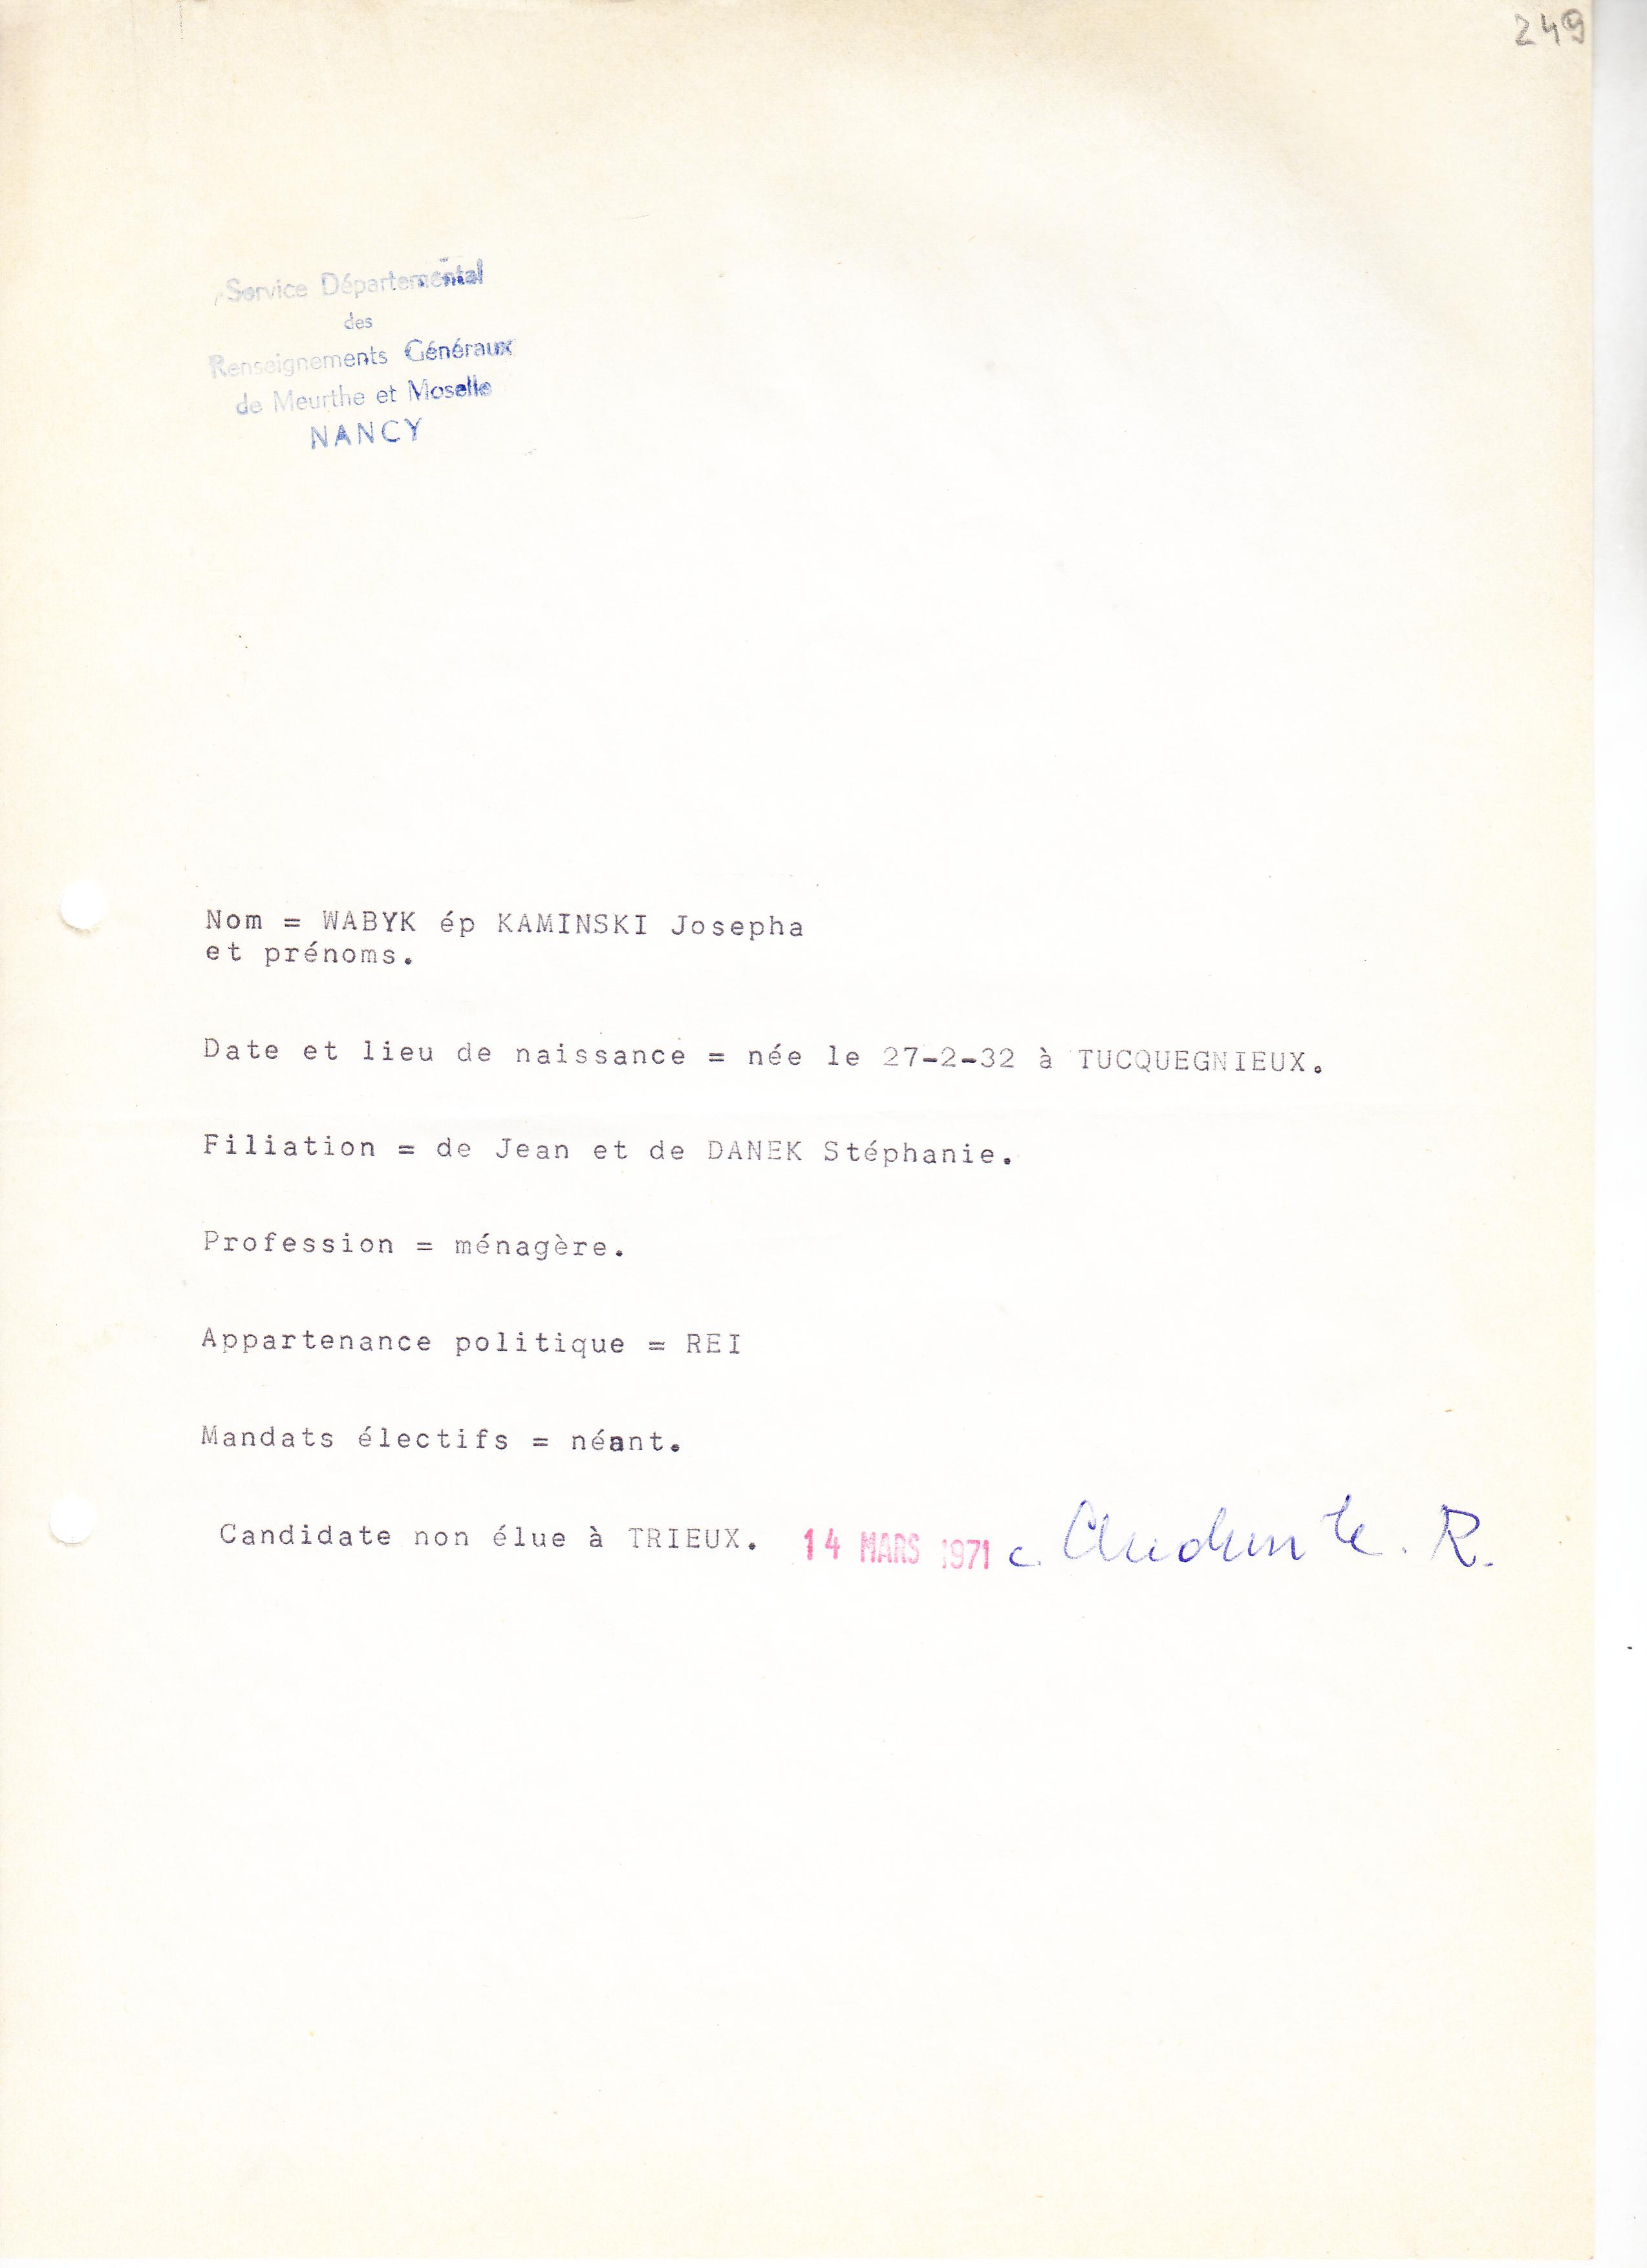 249
Service Départemental
des
Renseignements Généraux
de Meurthe et Moselle
NANCY
Nom = WABYK ép KAMINSKI Josepha
et prénoms.
Date et lieu de naissance = née le 27-2-32 à TUCQUEGNIEUX.
Filiation = de Jean et de DANEK Stéphanie.
Profession = ménagère.
Appartenance politique = REI
Mandats électifs = néant.
Candidate non élue à TRIEUX. 14 MARS 1971 c. R.